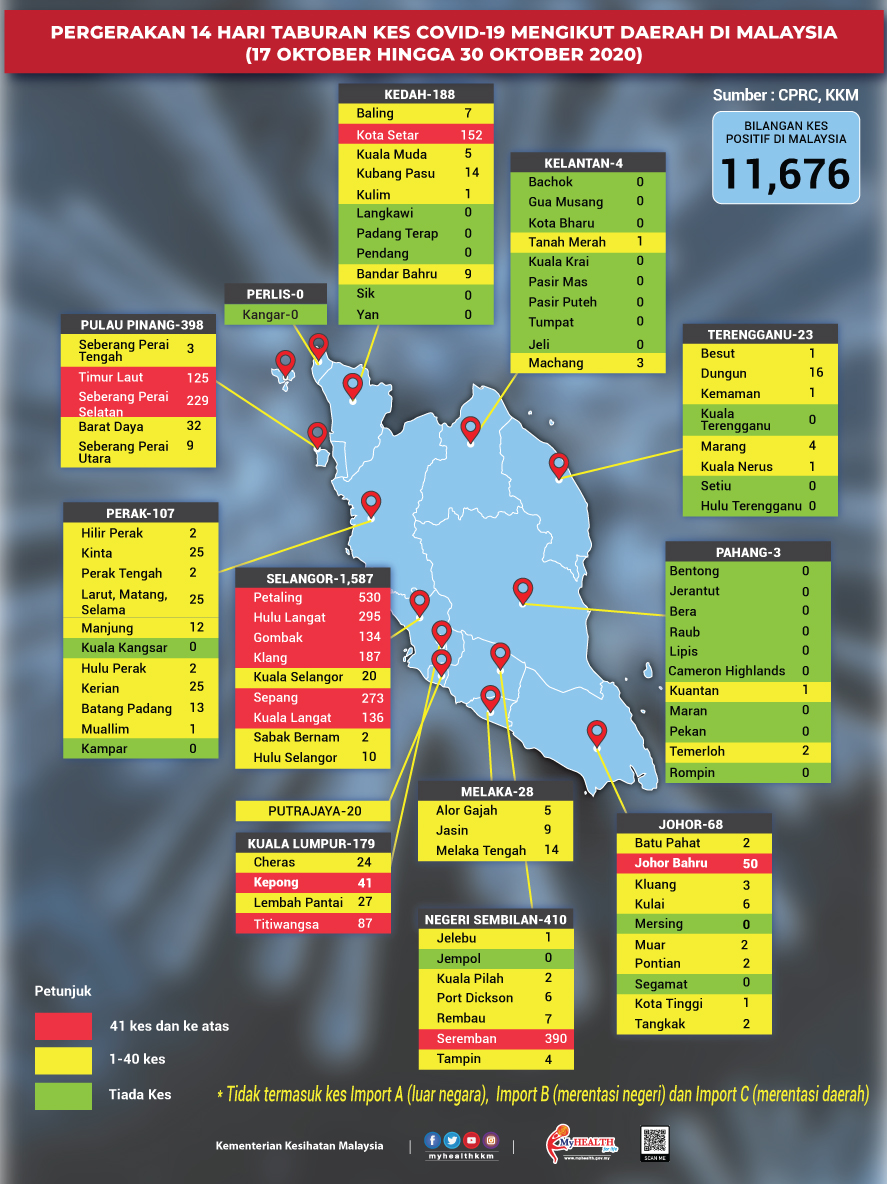 PERGERAKAN 14 HARI TABURAN KES COVID-19 MENGIKUT DAERAH DI MALAYSIA
(17 OKTOBER HINGGA 30 OKTOBER 2020)
Sumber : CPRC, KKM
BILANGAN KES
POSITIF DI MALAYSIA
11,676
KEDAH-188
Baling 7
Kota Setar 152
Kuala Muda 5
Kubang Pasu 14
Kulim 1
Langkawi 0
Padang Terap 0
Pendang 0
Bandar Bahru 9
Sik 0
Yan 0
KELANTAN-4
Bachok 0
Gua Musang 0
Kota Bharu 0
Tanah Merah 1
Kuala Krai 0
Pasir Mas 0
Pasir Puteh 0
Tumpat 0
Jeli 0
Machang 3
PERLIS-0
Kangar-0
PULAU PINANG-398
Seberang Perai
Tengah 3
Timur Laut 125
Seberang Perai
Selatan 229
Barat Daya 32
Seberang Perai
Utara 9
TERENGGANU-23
Besut 1
Dungun 16
Kemaman 1
Kuala
Terengganu 0
Marang 4
Kuala Nerus 1
Setiu 0
Hulu Terengganu 0
PERAK-107
Hilir Perak 2
Kinta 25
Perak Tengah 2
Larut, Matang,
Selama 25
Manjung 12
Kuala Kangsar 0
Hulu Perak 2
Kerian 25
Batang Padang 13
Muallim 1
Kampar 0
SELANGOR-1,587
Petaling 530
Hulu Langat 295
Gombak 134
Klang 187
Kuala Selangor 20
Sepang 273
Kuala Langat 136
Sabak Bernam 2
Hulu Selangor 10
PAHANG-3
Bentong 0
Jerantut 0
Bera 0
Raub 0
Lipis 0
Cameron Highlands 0
Kuantan 1
Maran 0
Pekan 0
Temerloh 2
Rompin 0
PUTRAJAYA-20
KUALA LUMPUR-179
Cheras 24
Kepong 41
Lembah Pantai 27
Titiwangsa 87
MELAKA-28
Alor Gajah 5
Jasin 9
Melaka Tengah 14
NEGERI SEMBILAN-410
Jelebu 1
Jempol 0
Kuala Pilah 2
Port Dickson 6
Rembau 7
Seremban 390
Tampin 4
JOHOR-68
Batu Pahat 2
Johor Bahru 50
Kluang 3
Kulai 6
Mersing 0
Muar 2
Pontian 2
Segamat 0
Kota Tinggi 1
Tangkak 2
Petunjuk
41 kes dan ke atas
1-40 kes
Tiada Kes
* Tidak termasuk kes Import A (luar negara), Import B (merentasi negeri) dan Import C (merentasi daerah)
Kementerian Kesihatan Malaysia
myhealthkkm
MyHEALTH
for life
www.myhealth.gov.my
SCAN ME